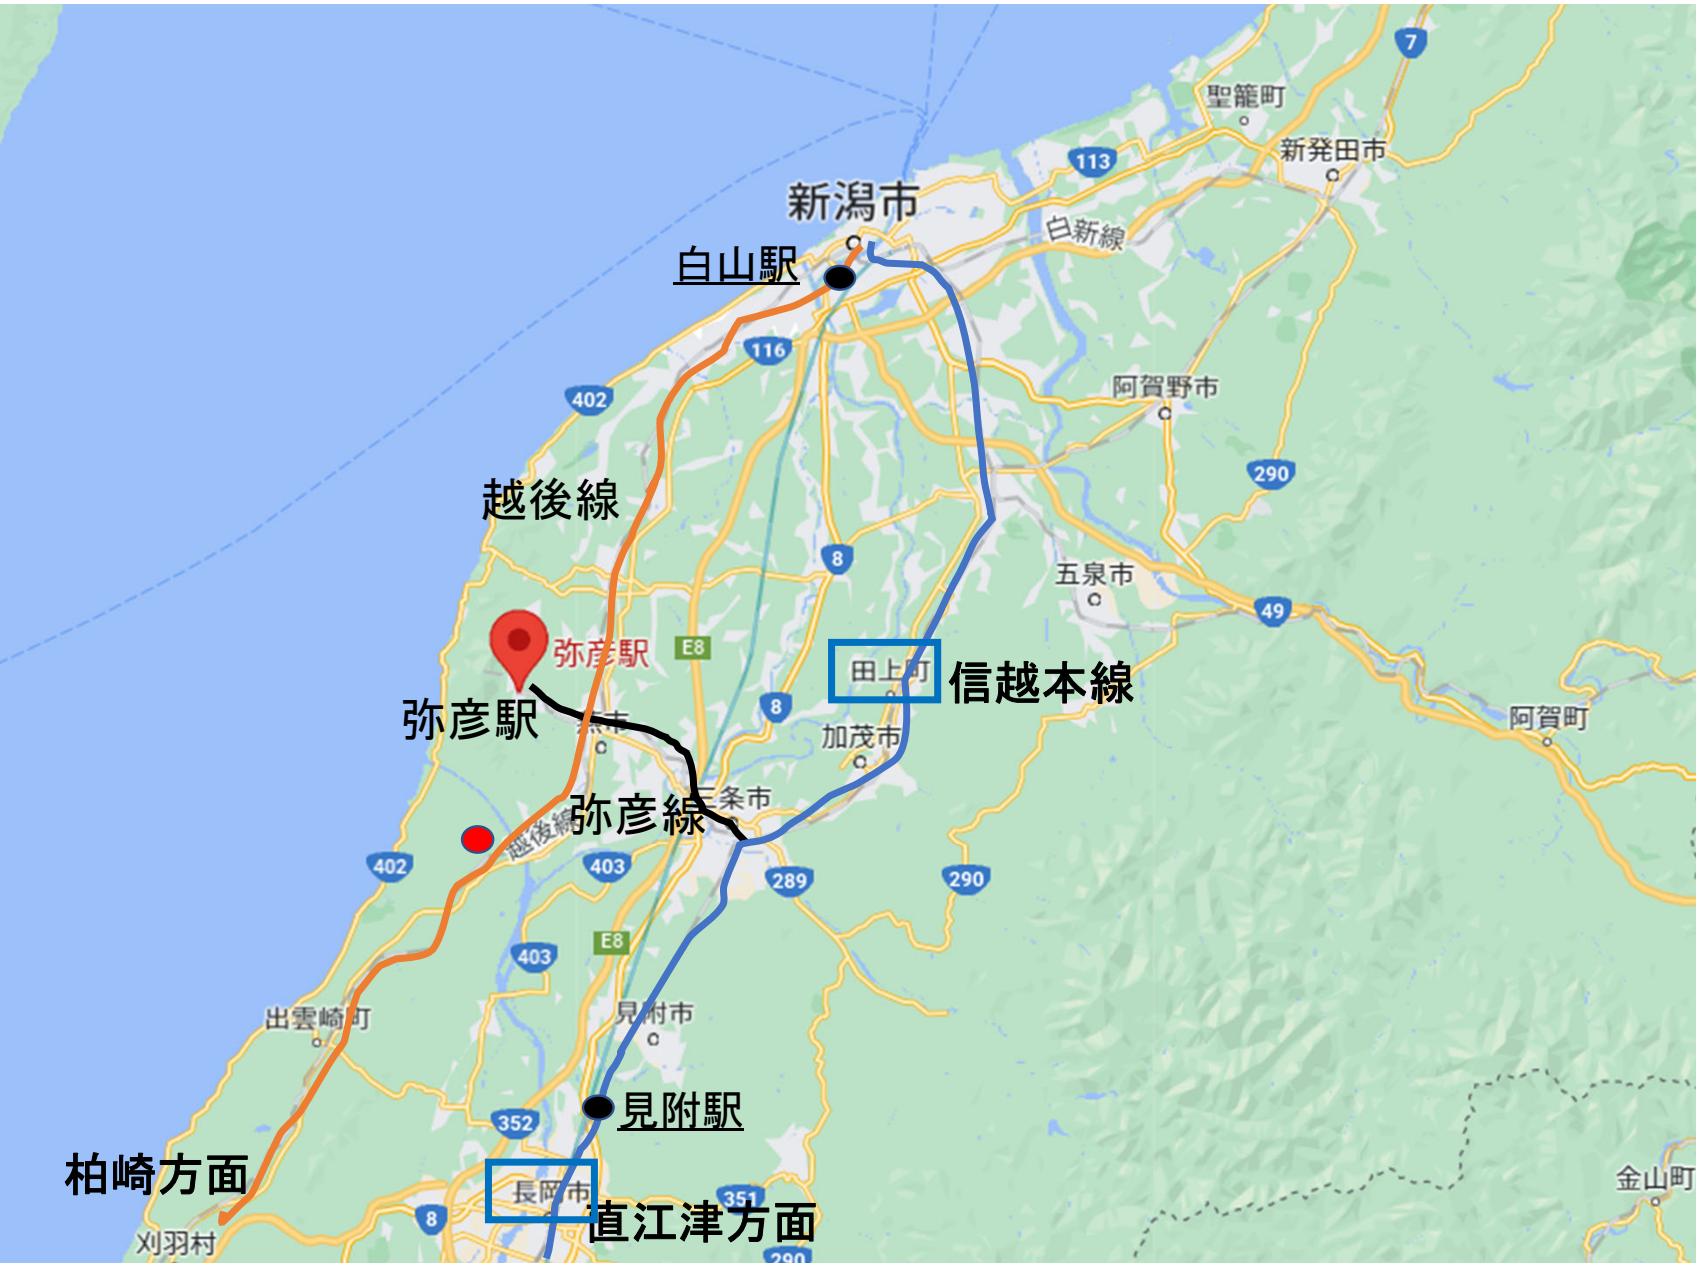 7
聖籠町
新発田市
113
新潟市
白新線
白山駅
116
402
阿賀野市
290
越後線
8
五泉市
49
弥彦駅
E8
田上町
信越本線
弥彦駅
8
燕市
加茂市
阿賀町
三条市
弥彦線
越後線
402
403
289
290
E8
403
見附市
出雲崎町
見附駅
352
柏崎方面
長岡市
金山町
351
直江津方面
8
刈羽村
290